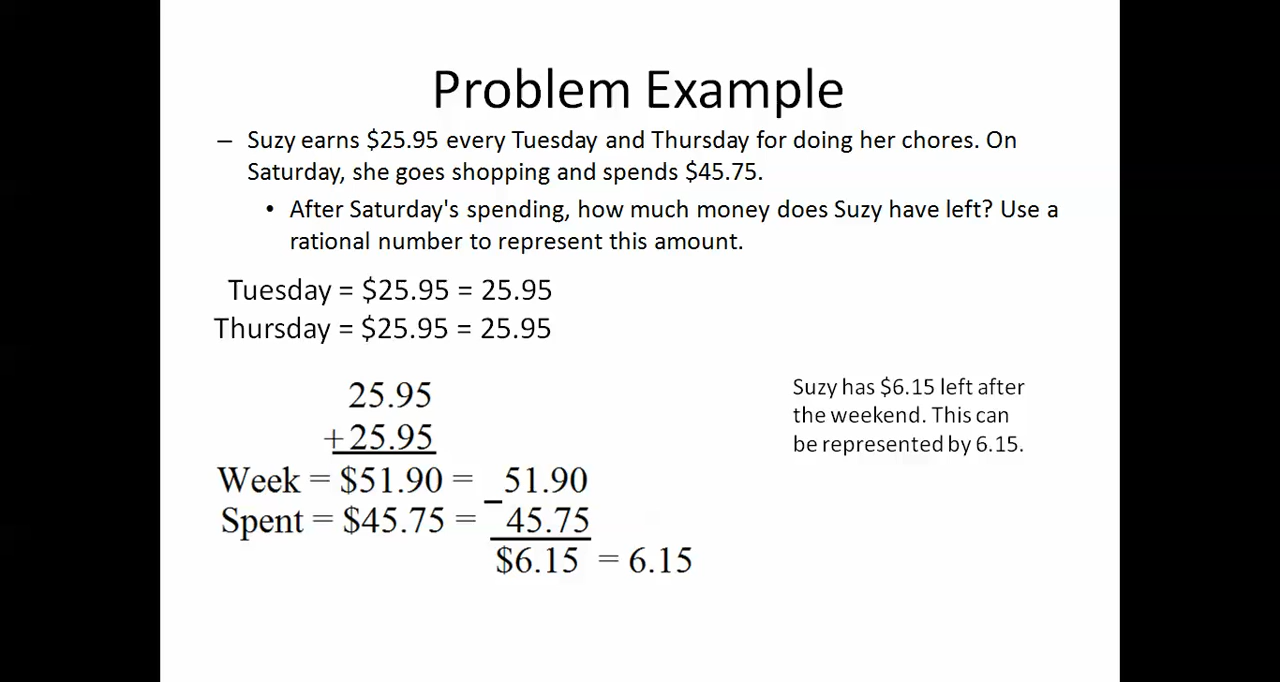 Problem Example
– Suzy earns $25.95 every Tuesday and Thursday for doing her chores. On
Saturday, she goes shopping and spends $45.75.
• After Saturday's spending, how much money does Suzy have left? Use a
rational number to represent this amount.
Tuesday = $25.95 = 25.95
Thursday = $25.95 = 25.95
25.95
+25.95
Week = $51.90 = 51.90
Spent = $45.75 = – 45.75
$6.15 = 6.15
Suzy has $6.15 left after
the weekend. This can
be represented by 6.15.